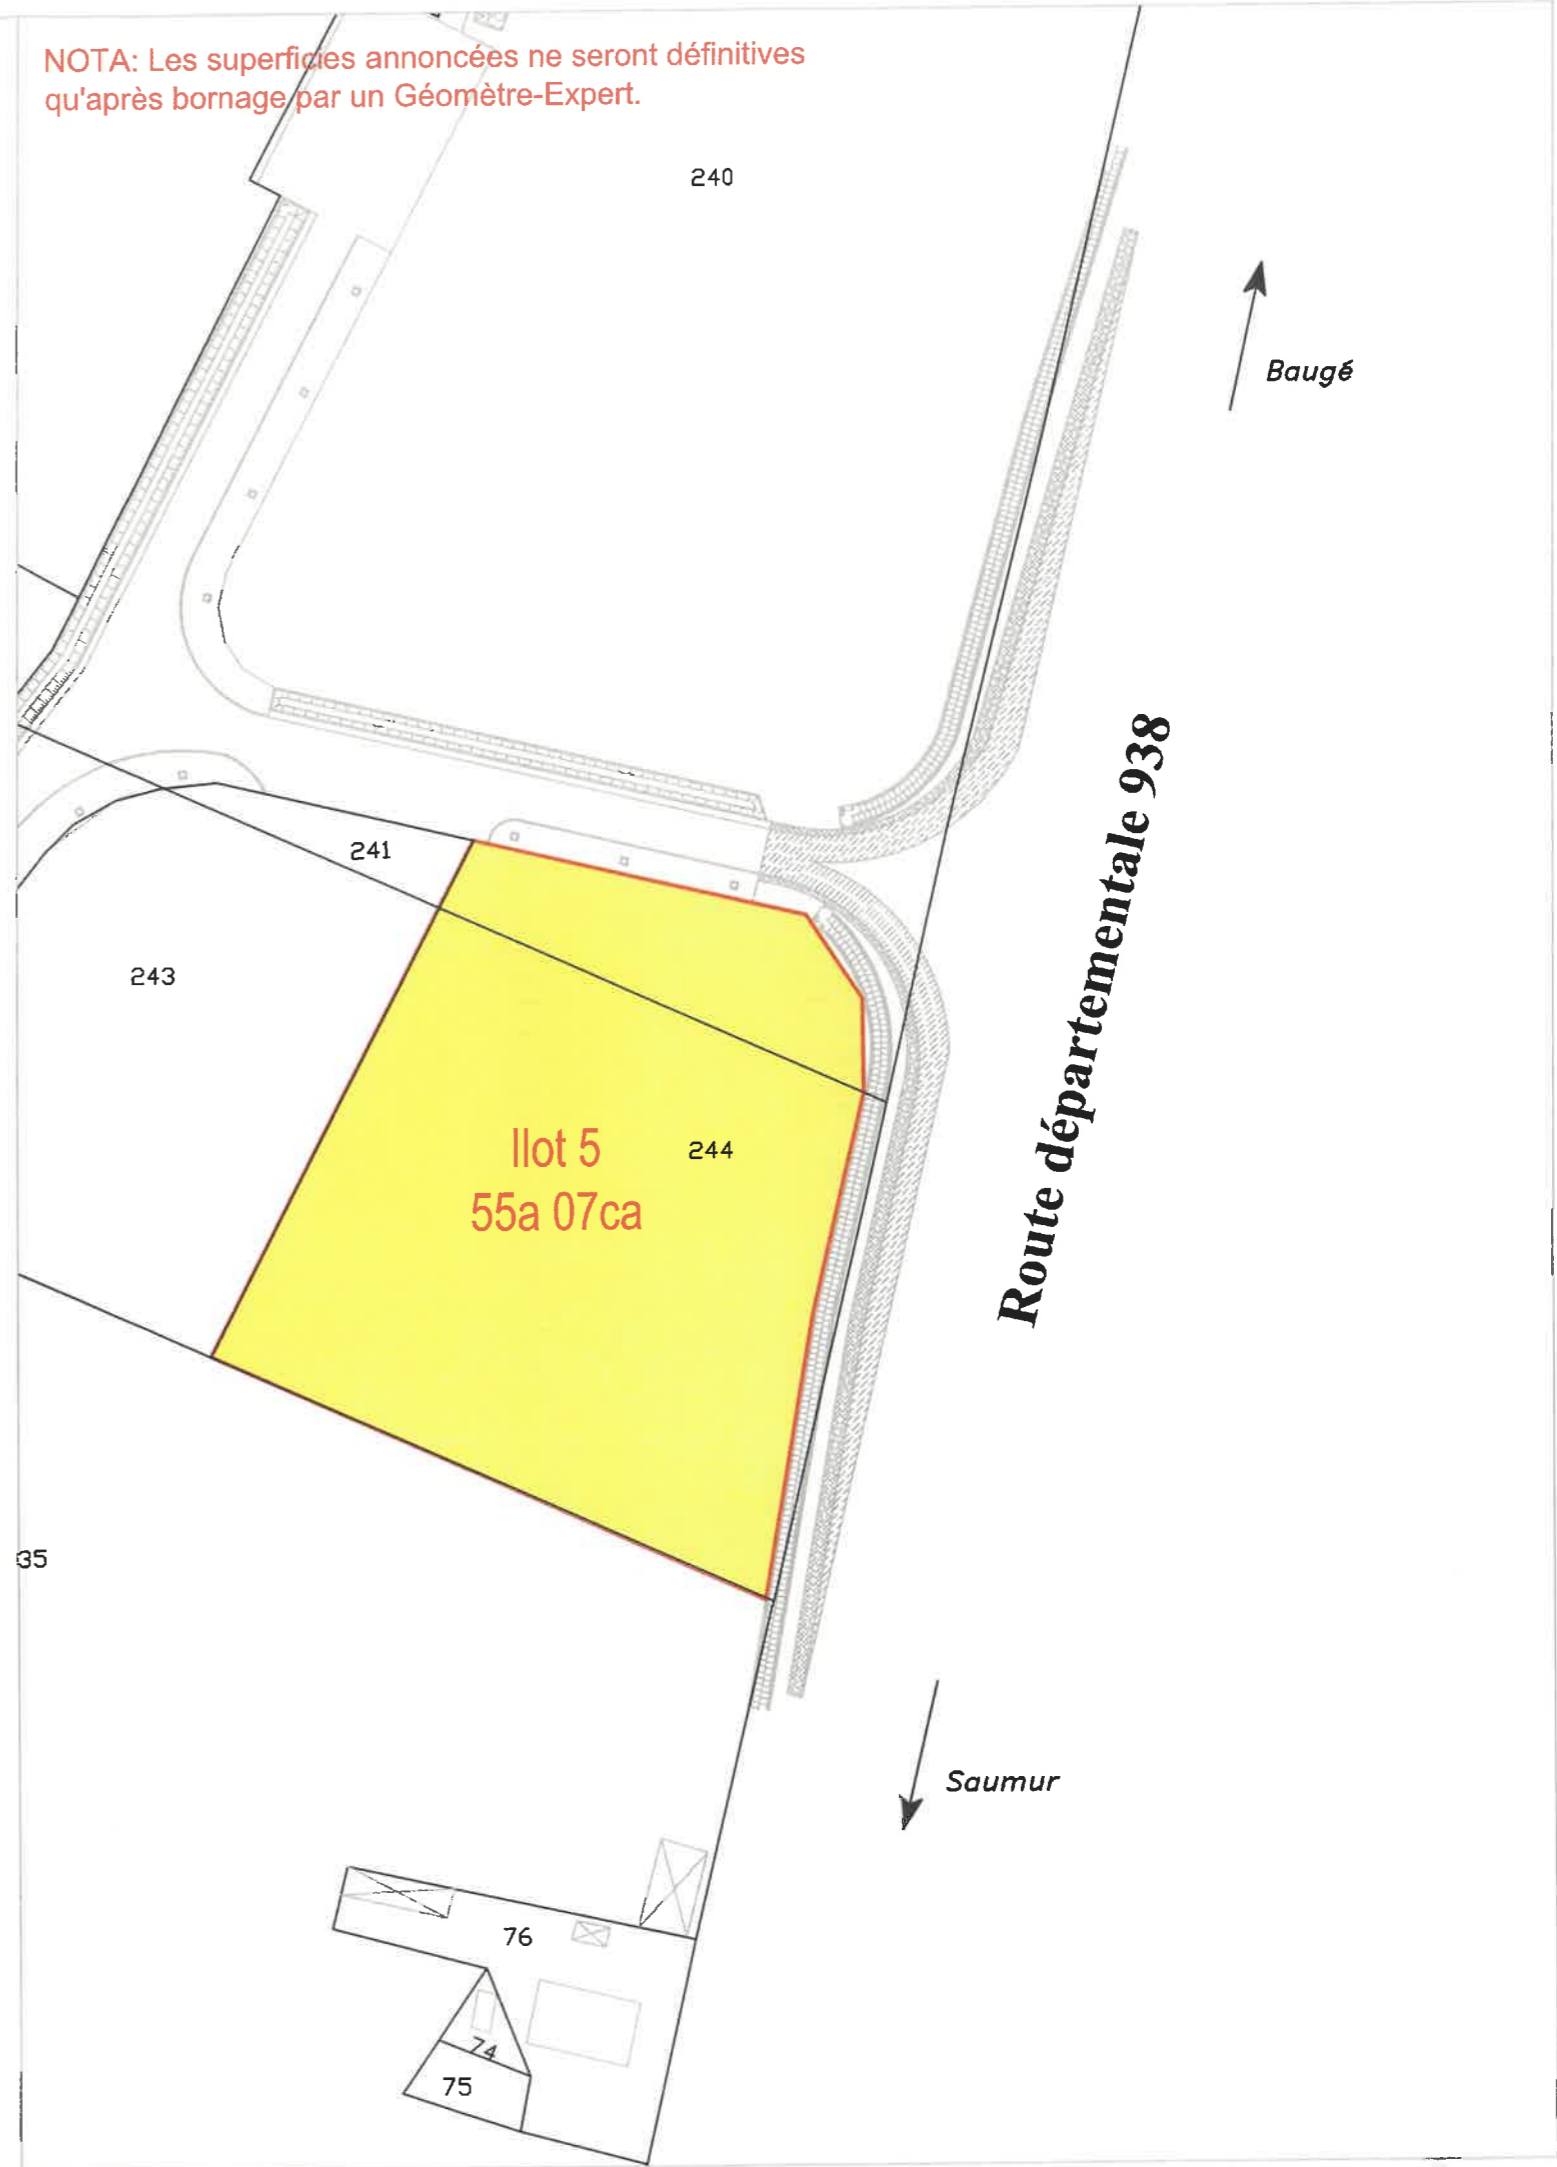 NOTA: Les superficies annoncées ne seront définitives
qu'après bornage par un Géomètre-Expert.
240
Baugé
Route départementale 938
241
243
Ilot 5
244
55a 07ca
35
Saumur
76
74
75